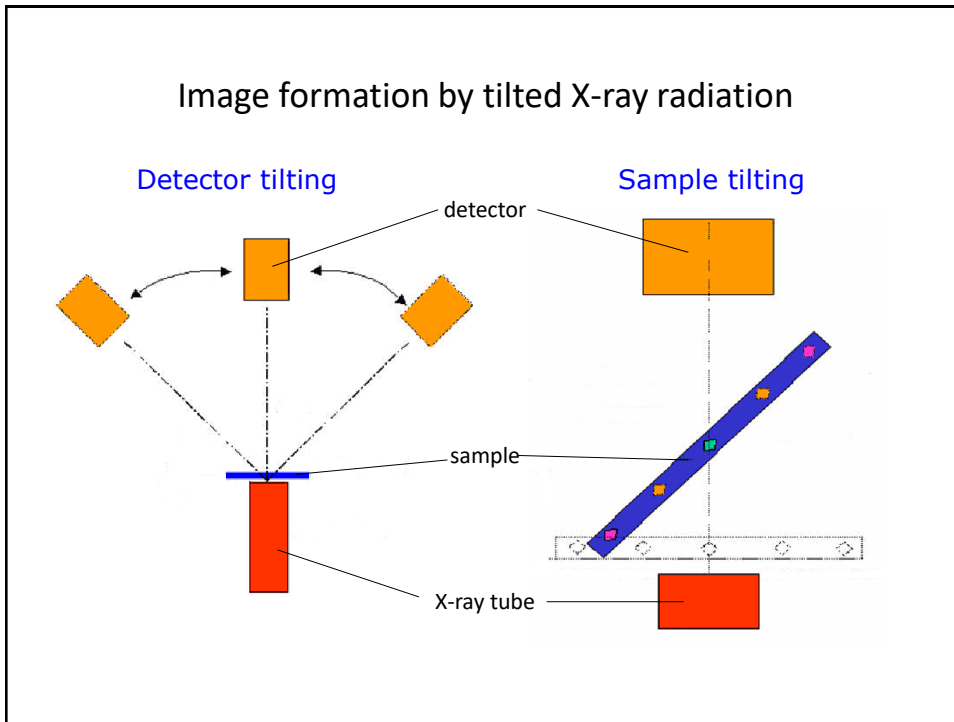 Image formation by tilted X-ray radiation
Detector tilting
Sample tilting
detector
sample
X-ray tube